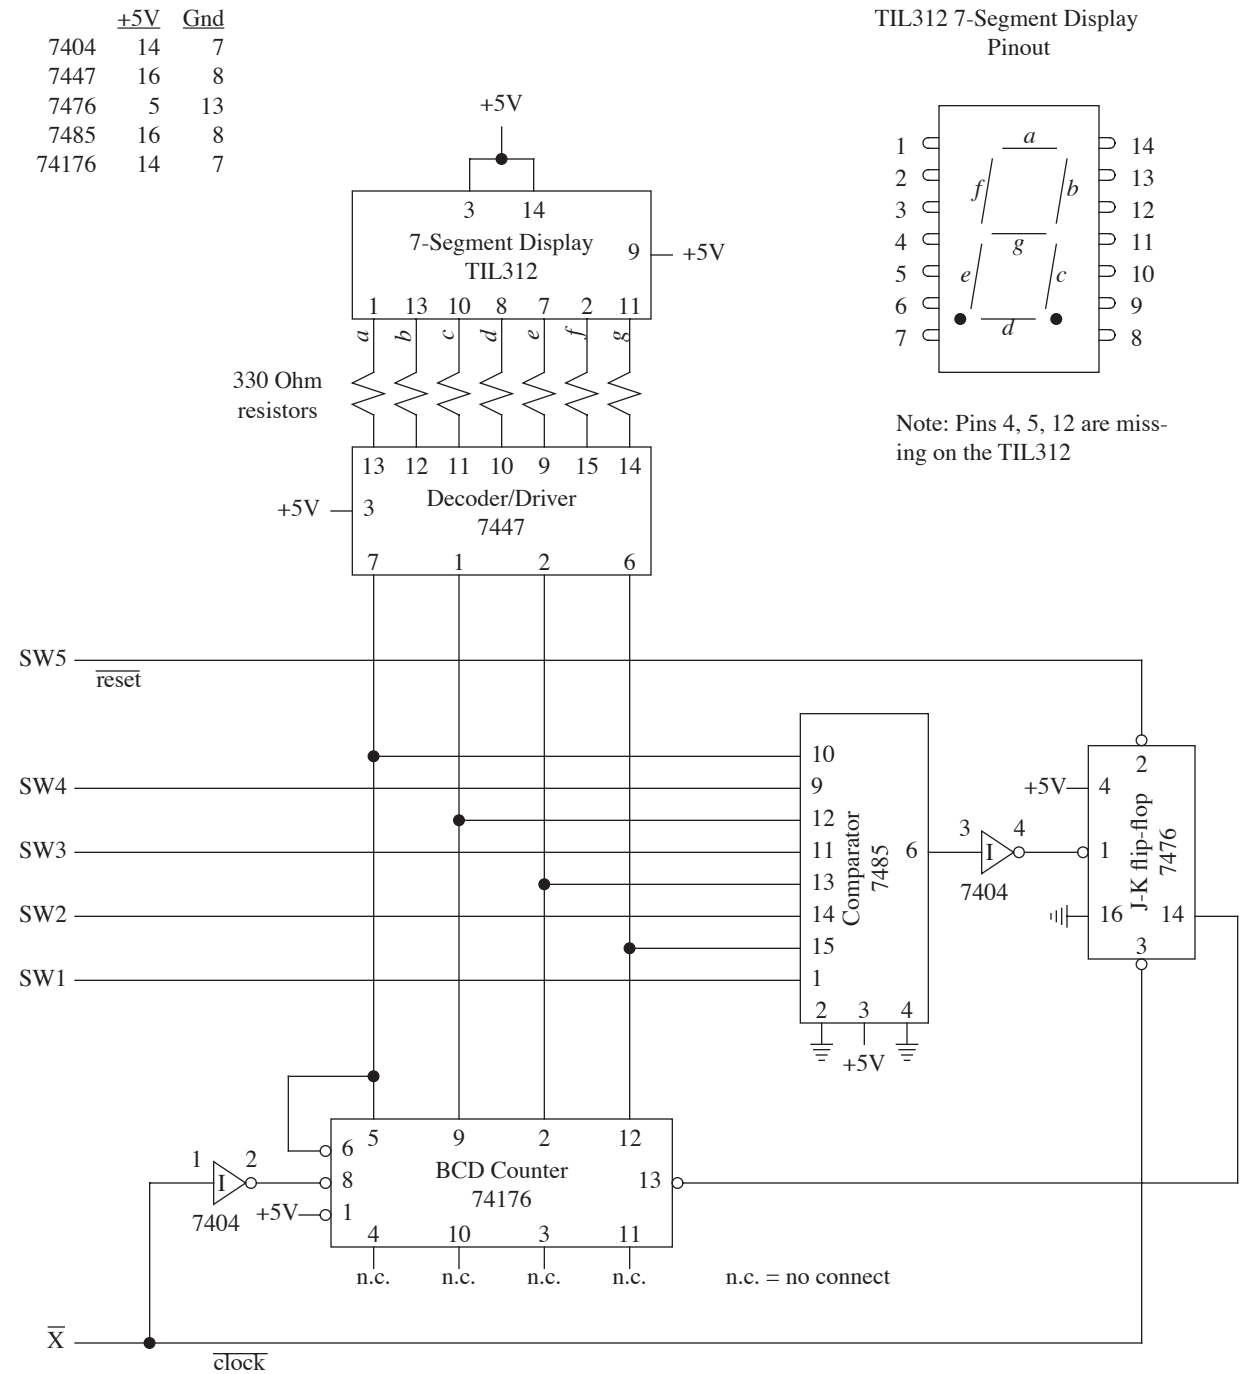 +5V Gnd
7404 14 7
7447 16 8
7476 5 13
7485 16 8
74176 14 7
TIL312 7-Segment Display
Pinout
1 a 14
2 f b 13
3 12
4 g 11
5 e c 10
6 9
7 d 8
Note: Pins 4, 5, 12 are miss-
ing on the TIL312
+5V
3 14
7-Segment Display
TIL312
9 +5V
1 13 10 8 7 2 11
a b c d e f g
330 Ohm
resistors
13 12 11 10 9 15 14
+5V 3
Decoder/Driver
7447
7 1 2 6
SW5
reset
SW4
SW3
SW2
SW1
10
9
12
11
13
14
15
1
Comparator
7485
6
2 3 4
+5V
3 4
I
7404
2
+5V 4
1
16 14
3
J-K flip-flop
7476
5 9 2 12
6
8
1
BCD Counter
74176
13
4 10 3 11
n.c. n.c. n.c. n.c.
n.c. = no connect
1 2
I
7404
+5V
X
clock